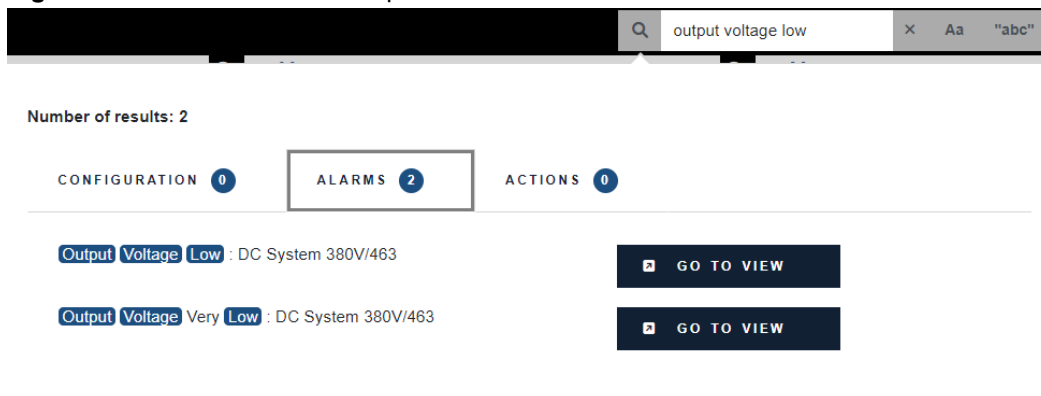 output voltage low × Aa "abc"
Number of results: 2
CONFIGURATION 0 ALARMS 2 ACTIONS 0
Output Voltage Low : DC System 380V/463 GO TO VIEW
Output Voltage Very Low : DC System 380V/463 GO TO VIEW